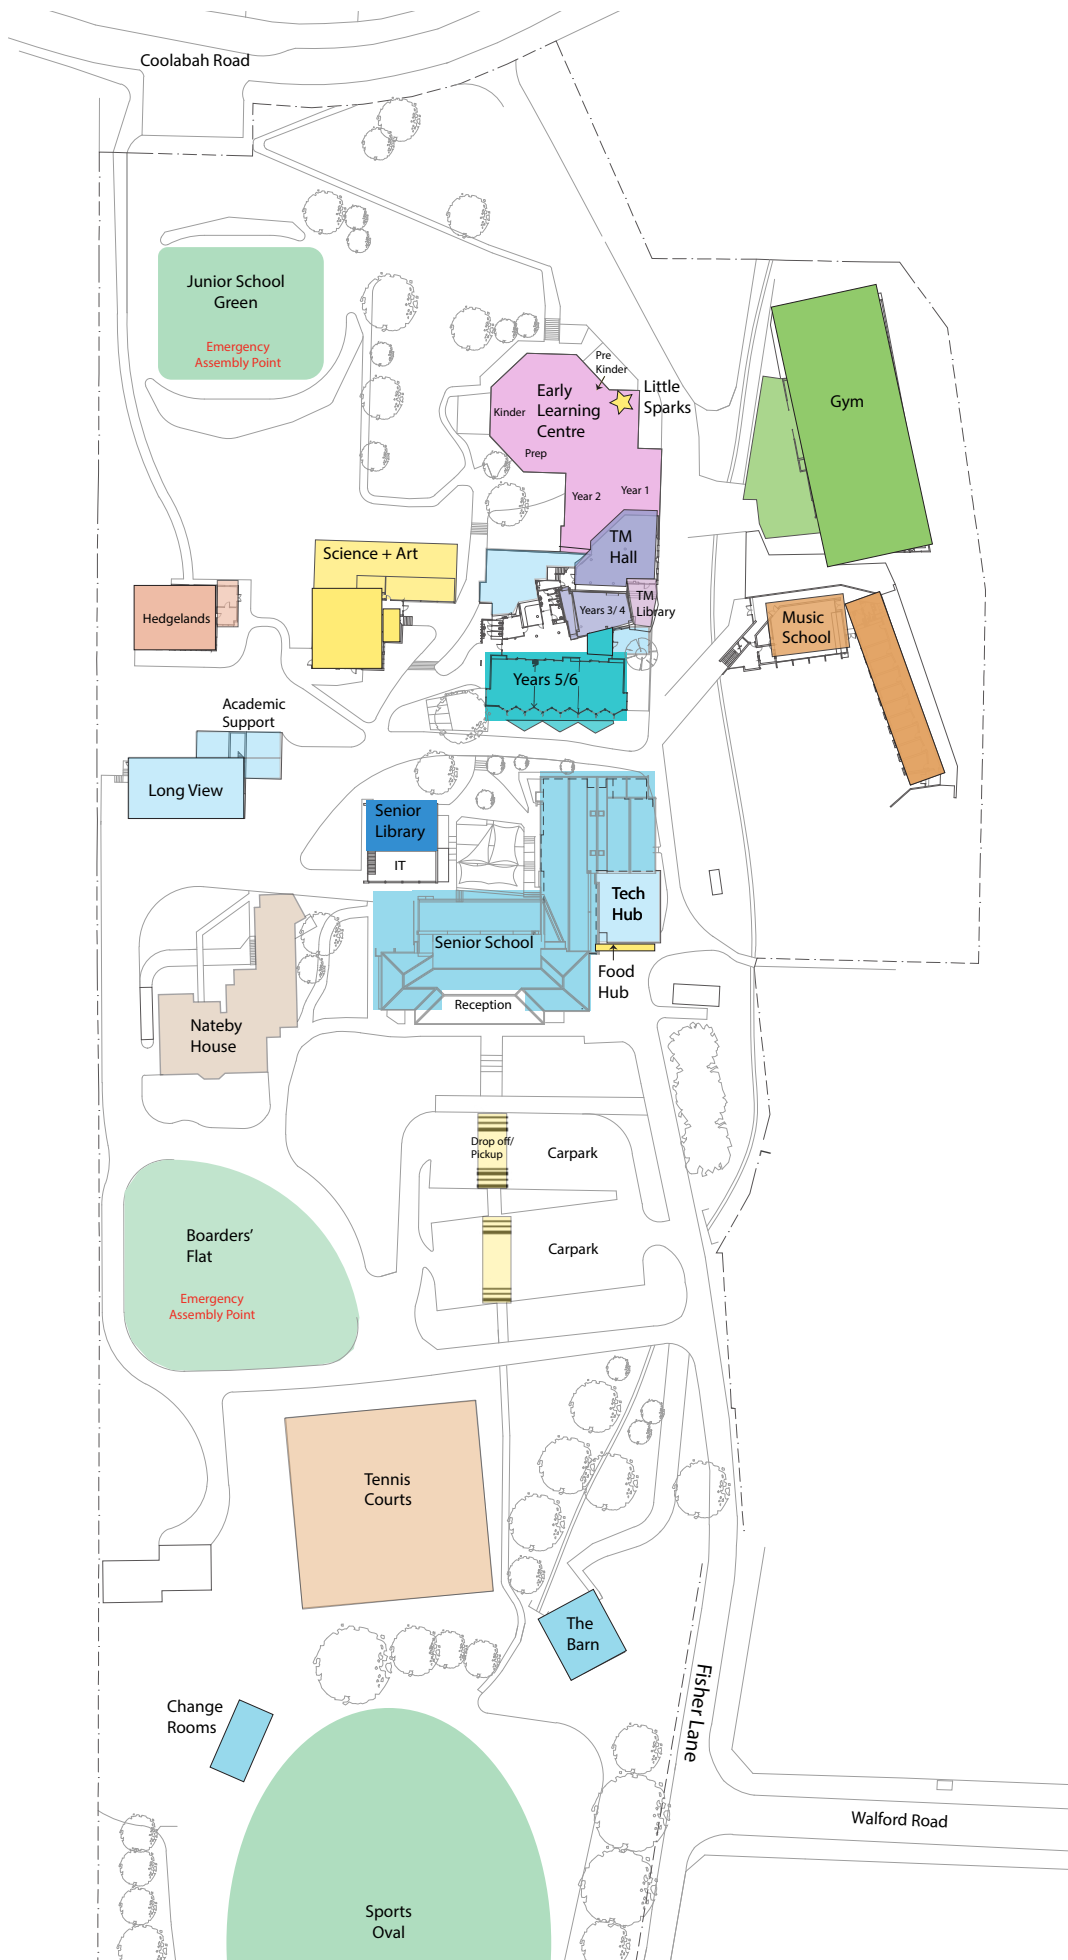 Coolabah Road
Junior School
Green
Emergency
Assembly Point
Pre
Kinder
Little
Sparks
Early
Learning
Centre
Kinder
Prep
Year 2
Year 1
Gym
TM
Hall
Science + Art
Years 3/ 4
TM
Library
Hedgelands
Music
School
Years 5/6
Academic
Support
Long View
Senior
Library
IT
Tech
Hub
Senior School
Food
Hub
Reception
Nateby
House
Drop off/
Pickup
Carpark
Boarders’
Flat
Carpark
Emergency
Assembly Point
Tennis
Courts
The
Barn
Fisher Lane
Change
Rooms
Walford Road
Sports
Oval